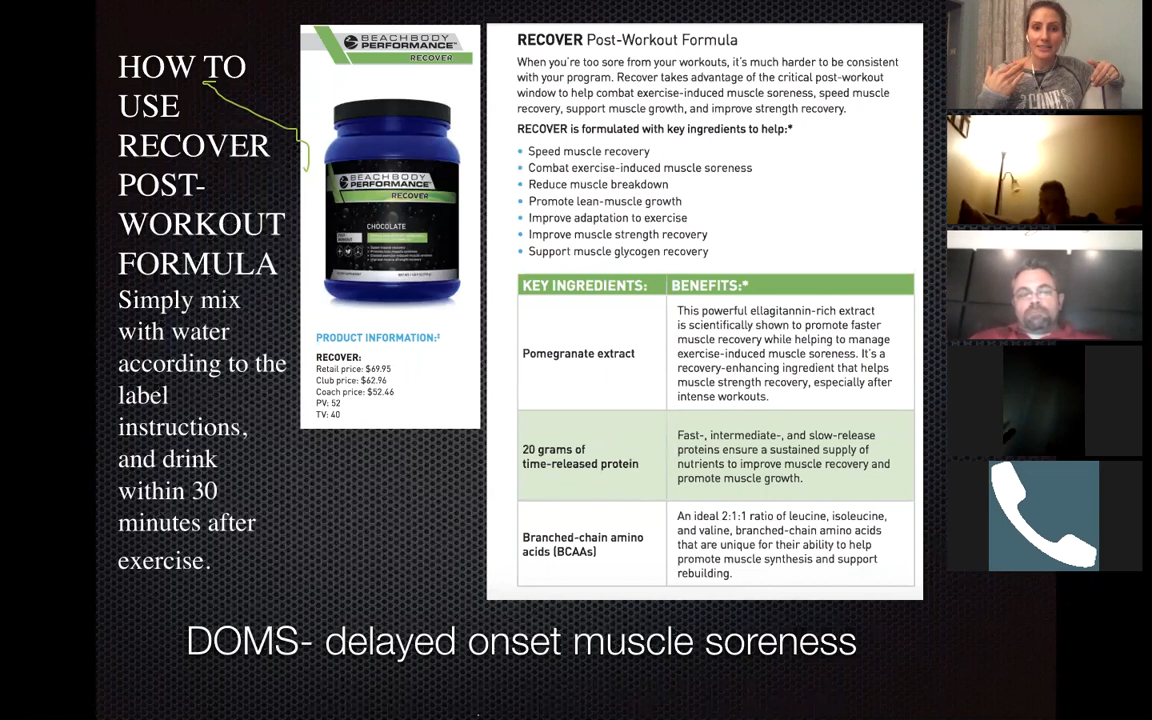 HOW TO
USE
RECOVER
POST-
WORKOUT
FORMULA
Simply mix
with water
according to the
label
instructions,
and drink
within 30
minutes after
exercise.
BEACHBODY
PERFORMANCE™
RECOVER
BEACHBODY
PERFORMANCE
RECOVER
CHOCOLATE
PRODUCT INFORMATION:‡
RECOVER:
Retail price: $69.95
Club price: $62.96
Coach price: $52.46
PV: 52
TV: 40
RECOVER Post-Workout Formula
When you're too sore from your workouts, it's much harder to be consistent
with your program. Recover takes advantage of the critical post-workout
window to help combat exercise-induced muscle soreness, speed muscle
recovery, support muscle growth, and improve strength recovery.
RECOVER is formulated with key ingredients to help:*
• Speed muscle recovery
• Combat exercise-induced muscle soreness
• Reduce muscle breakdown
• Promote lean-muscle growth
• Improve adaptation to exercise
• Improve muscle strength recovery
• Support muscle glycogen recovery
KEY INGREDIENTS: BENEFITS:*
Pomegranate extract
This powerful ellagitannin-rich extract
is scientifically shown to promote faster
muscle recovery while helping to manage
exercise-induced muscle soreness. It's a
recovery-enhancing ingredient that helps
muscle strength recovery, especially after
intense workouts.
20 grams of
time-released protein
Fast-, intermediate-, and slow-release
proteins ensure a sustained supply of
nutrients to improve muscle recovery and
promote muscle growth.
Branched-chain amino
acids (BCAAs)
An ideal 2:1:1 ratio of leucine, isoleucine,
and valine, branched-chain amino acids
that are unique for their ability to help
promote muscle synthesis and support
rebuilding.
DOMS- delayed onset muscle soreness